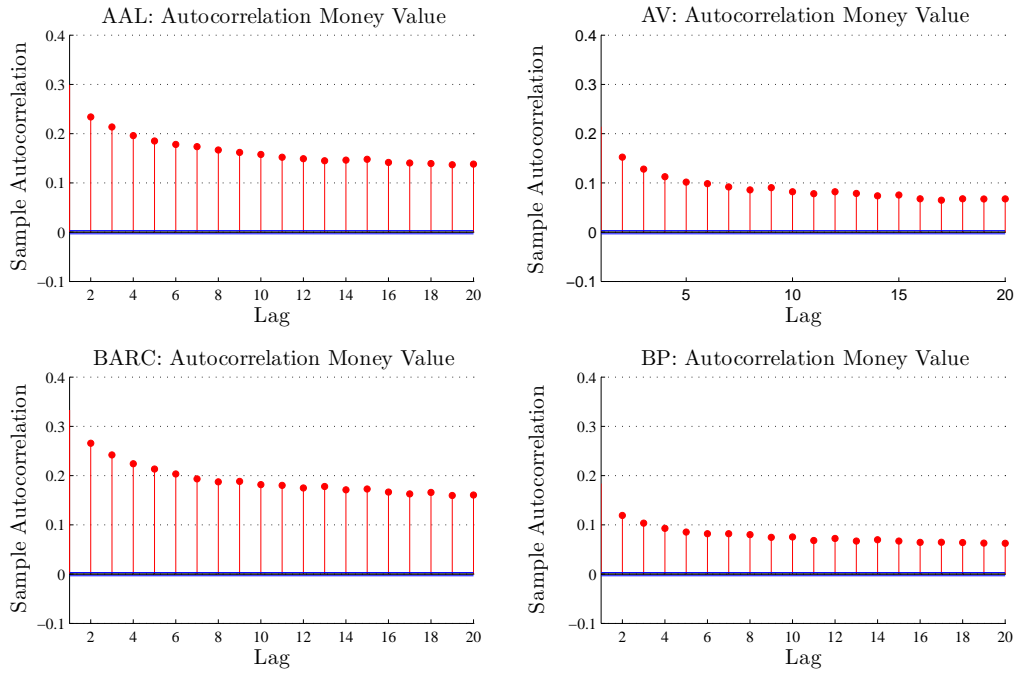 AAL: Autocorrelation Money Value
0.4
0.3
0.2
0.1
0
−0.1
Sample Autocorrelation
2 4 6 8 10 12 14 16 18 20
Lag
AV: Autocorrelation Money Value
0.4
0.3
0.2
0.1
0
-0.1
Sample Autocorrelation
5 10 15 20
Lag
BARC: Autocorrelation Money Value
0.4
0.3
0.2
0.1
0
−0.1
Sample Autocorrelation
2 4 6 8 10 12 14 16 18 20
Lag
BP: Autocorrelation Money Value
0.4
0.3
0.2
0.1
0
−0.1
Sample Autocorrelation
2 4 6 8 10 12 14 16 18 20
Lag